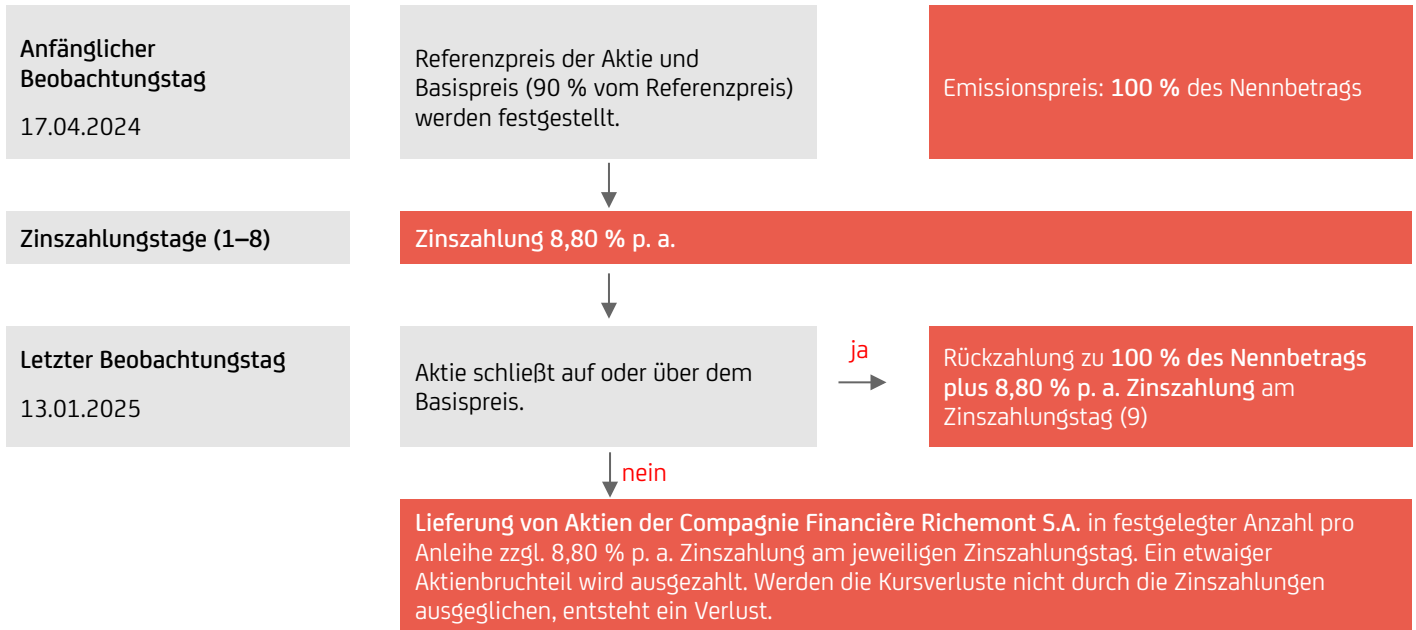 Anfänglicher
Beobachtungstag
17.04.2024
Referenzpreis der Aktie und
Basispreis (90 % vom Referenzpreis)
werden festgestellt.
Emissionspreis: 100 % des Nennbetrags
Zinszahlungstage (1–8)
Zinszahlung 8,80 % p. a.
Letzter Beobachtungstag
13.01.2025
Aktie schließt auf oder über dem
Basispreis.
ja
Rückzahlung zu 100 % des Nennbetrags
plus 8,80 % p. a. Zinszahlung am
Zinszahlungstag (9)
nein
Lieferung von Aktien der Compagnie Financière Richemont S.A. in festgelegter Anzahl pro
Anleihe zzgl. 8,80 % p. a. Zinszahlung am jeweiligen Zinszahlungstag. Ein etwaiger
Aktienbruchteil wird ausgezahlt. Werden die Kursverluste nicht durch die Zinszahlungen
ausgeglichen, entsteht ein Verlust.